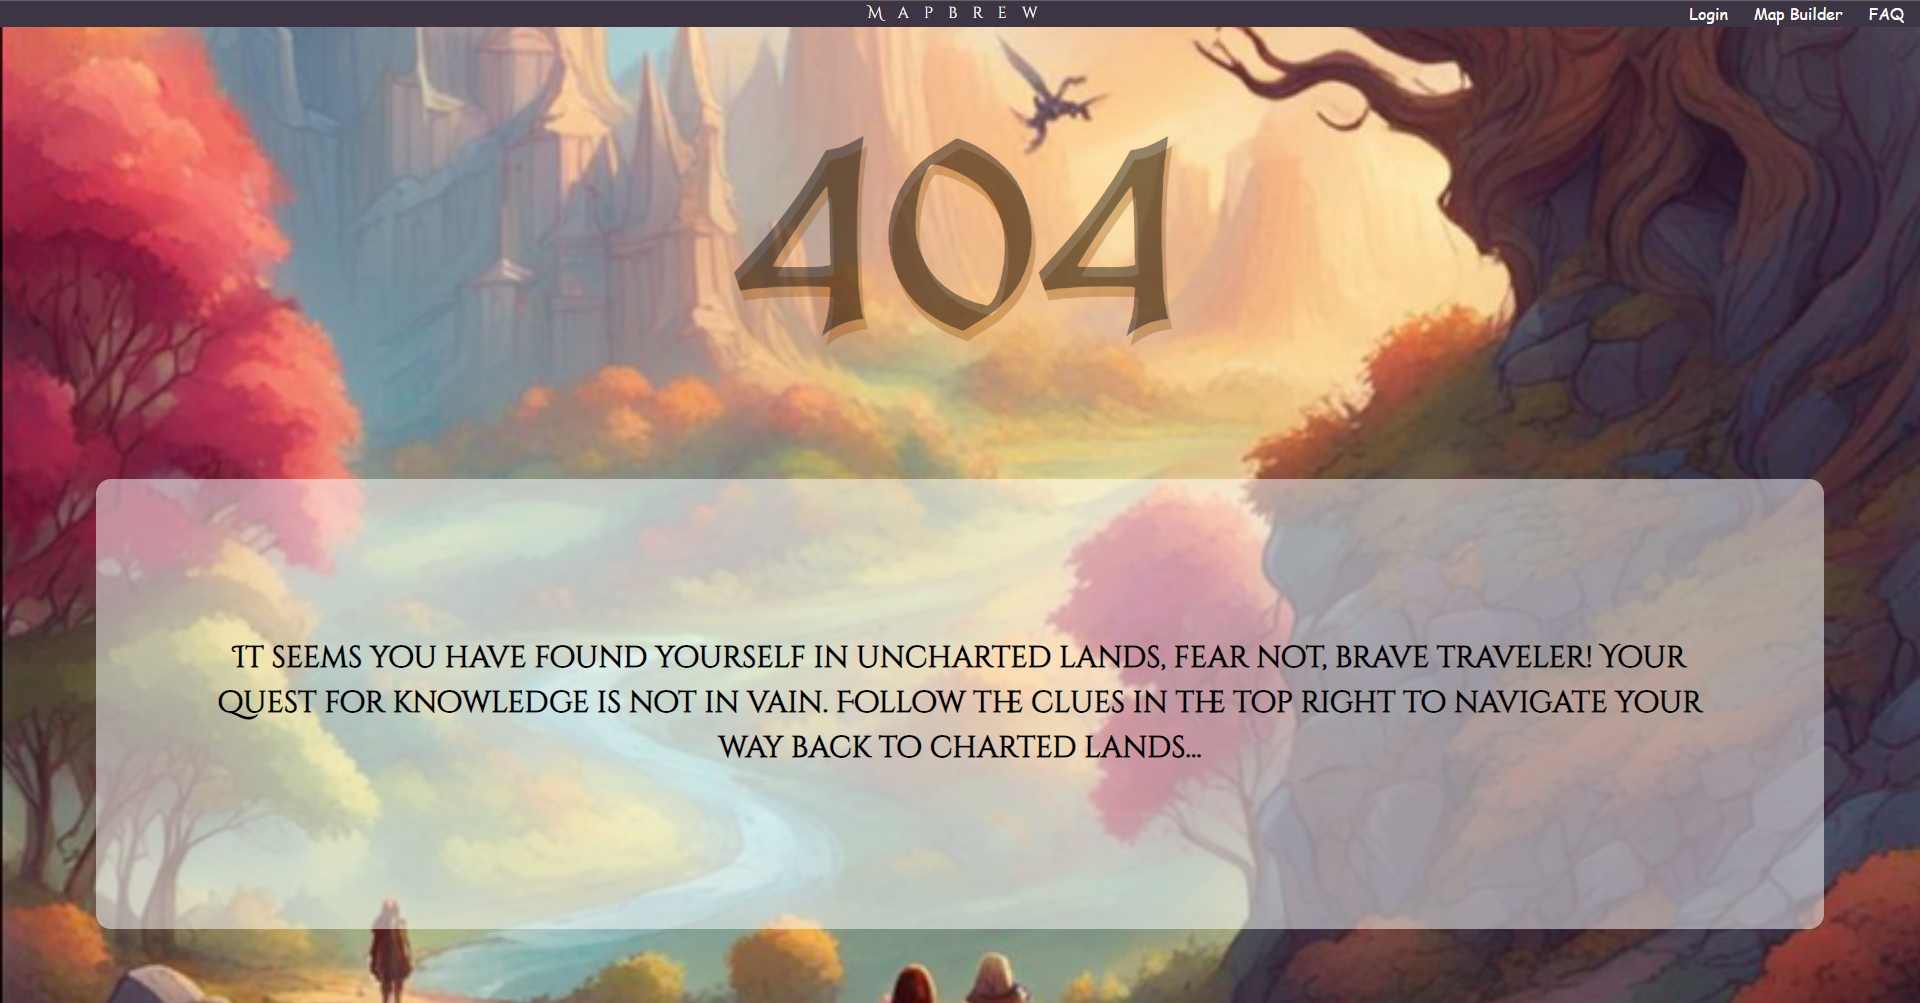 Mapbrew
Login Map Builder FAQ
404
It seems you have found yourself in uncharted lands, fear not, brave traveler! Your
quest for knowledge is not in vain. Follow the clues in the top right to navigate your
way back to charted lands...